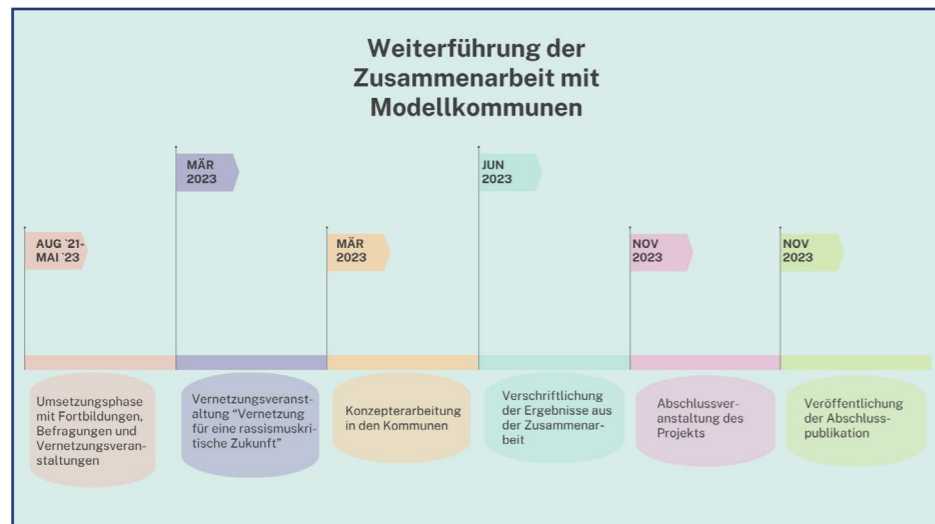 Weiterführung der
Zusammenarbeit mit
Modellkommunen
AUG `21-
MAI `23
MÄR
2023
MÄR
2023
JUN
2023
NOV
2023
NOV
2023
Umsetzungsphase
mit Fortbildungen,
Befragungen und
Vernetzungsveran-
staltungen
Vernetzungsveranst-
altung “Vernetzung
für eine rassismuskri-
tische Zukunft”
Konzepterarbeitung
in den Kommunen
Verschriftlichung
der Ergebnisse aus
der Zusammenar-
beit
Abschlussver-
anstaltung des
Projekts
Veröffentlichung
der Abschluss-
publikation